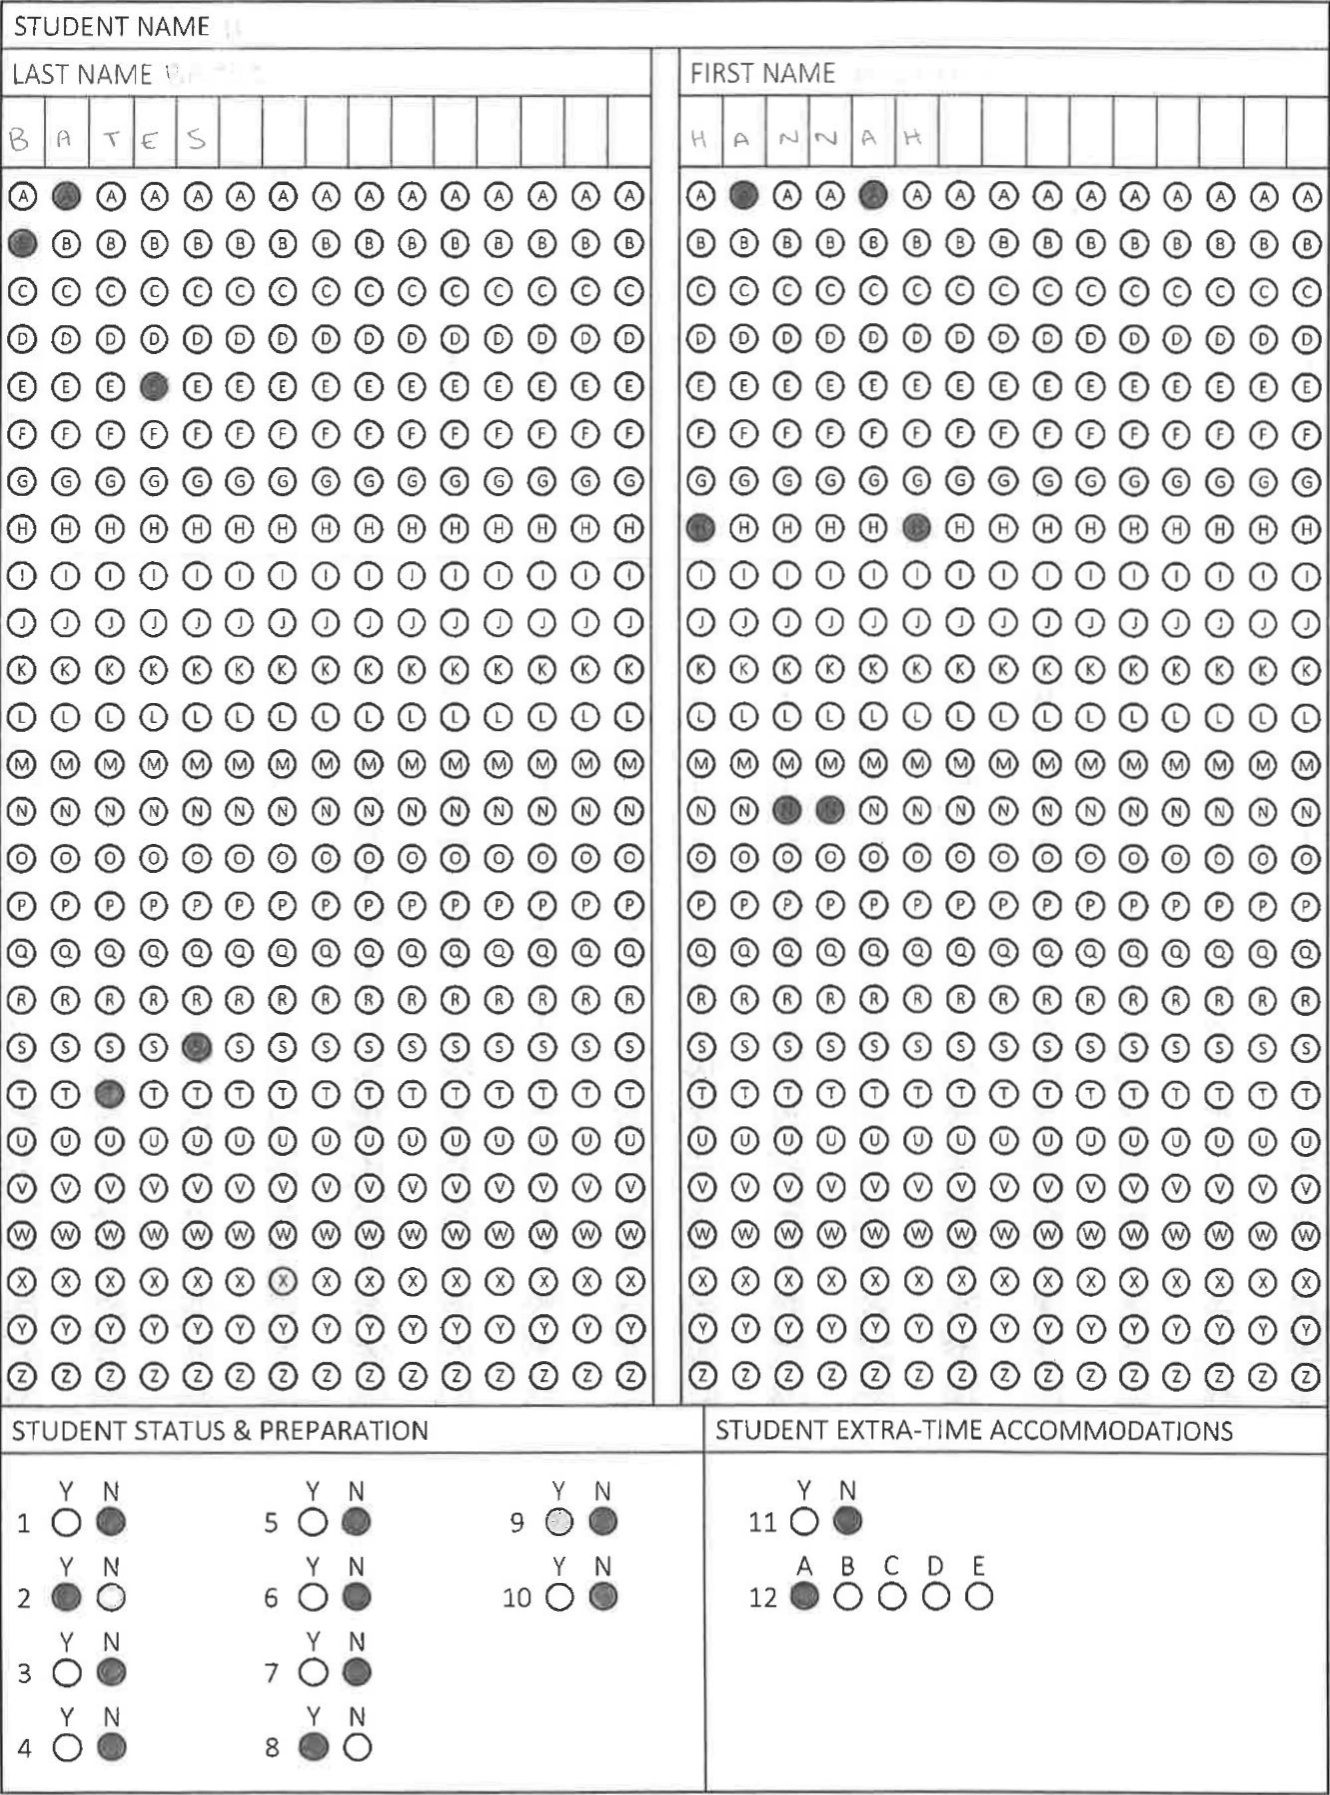 STUDENT NAME
LAST NAME
FIRST NAME
B A T E S
H A N N A H
A A A A A A A A A A A A A A A A A A A A A A A A A A A
B B B B B B B B B B B B B B B B B B B B B B B B B B B B B
C C C C C C C C C C C C C C C C C C C C C C C C C C C C C C
D D D D D D D D D D D D D D D D D D D D D D D D D D D D D D
E E E E E E E E E E E E E E E E E E E E E E E E E E E E E
F F F F F F F F F F F F F F F F F F F F F F F F F F F F F F
G G G G G G G G G G G G G G G G G G G G G G G G G G G G G G
H H H H H H H H H H H H H H H H H H H H H H H H H H H H H H
I I I I I I I I I I I I I I I I I I I I I I I I I I I I I I
J J J J J J J J J J J J J J J J J J J J J J J J J J J J J J
K K K K K K K K K K K K K K K K K K K K K K K K K K K K K K
L L L L L L L L L L L L L L L L L L L L L L L L L L L L L L
M M M M M M M M M M M M M M M M M M M M M M M M M M M M M M
N N N N N N N N N N N N N N N N N N N N N N N N N N N N N N
O O O O O O O O O O O O O O O O O O O O O O O O O O O O O O
P P P P P P P P P P P P P P P P P P P P P P P P P P P P P P
Q Q Q Q Q Q Q Q Q Q Q Q Q Q Q Q Q Q Q Q Q Q Q Q Q Q Q Q Q Q
R R R R R R R R R R R R R R R R R R R R R R R R R R R R R R
S S S S S S S S S S S S S S S S S S S S S S S S S S S S S S
T T T T T T T T T T T T T T T T T T T T T T T T T T T T T
U U U U U U U U U U U U U U U U U U U U U U U U U U U U U U
V V V V V V V V V V V V V V V V V V V V V V V V V V V V V V
W W W W W W W W W W W W W W W W W W W W W W W W W W W W W W
X X X X X X X X X X X X X X X X X X X X X X X X X X X X X X
Y Y Y Y Y Y Y Y Y Y Y Y Y Y Y Y Y Y Y Y Y Y Y Y Y Y Y Y Y Y
Z Z Z Z Z Z Z Z Z Z Z Z Z Z Z Z Z Z Z Z Z Z Z Z Z Z Z Z Z Z
STUDENT STATUS & PREPARATION
Y N
1
Y N
2
Y N
3
Y N
4
Y N
5
Y N
6
Y N
7
Y N
8
Y N
9
Y N
10
STUDENT EXTRA-TIME ACCOMMODATIONS
Y N
11
A B C D E
12